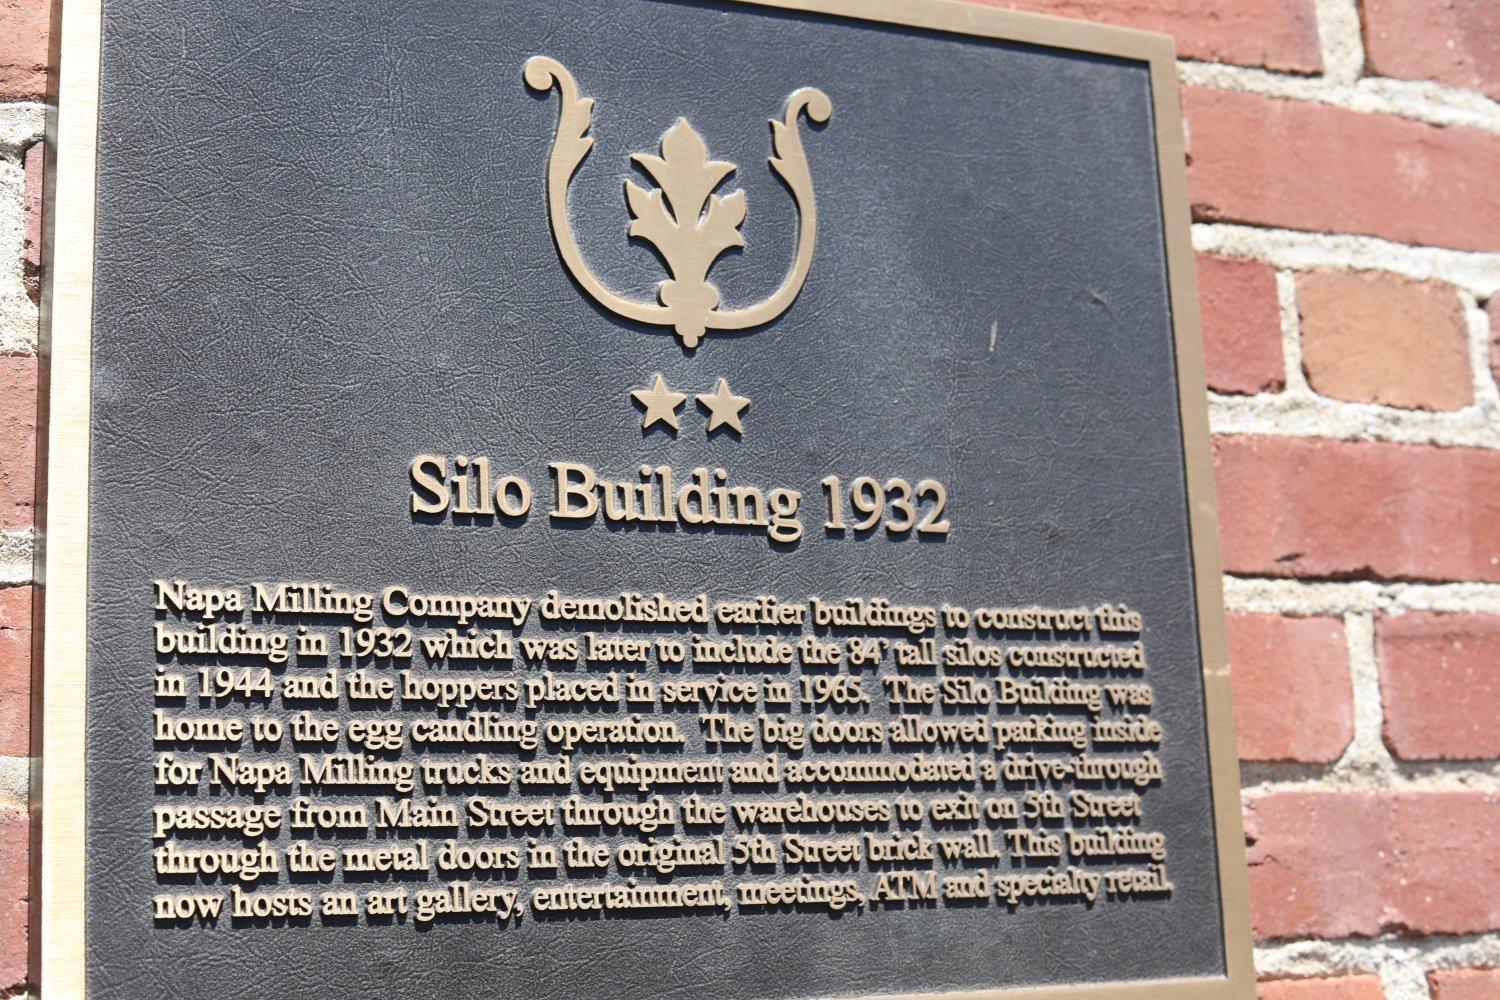 Silo Building 1932
Napa Milling Company demolished earlier buildings to construct this
building in 1932 which was later to include the 84' tall silos constructed
in 1944 and the hoppers placed in service in 1965. The Silo Building was
home to the egg candling operation. The big doors allowed parking inside
for Napa Milling trucks and equipment and accommodated a drive-through
passage from Main Street through the warehouses to exit on 5th Street
through the metal doors in the original 5th Street brick wall. This building
now hosts an art gallery, entertainment, meetings, ATM and specialty retail.